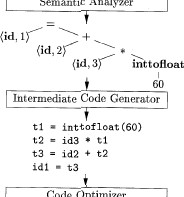 Semantic Analyzer
=
⟨id, 1⟩ +
⟨id, 2⟩ *
⟨id, 3⟩ inttofloat
60
Intermediate Code Generator
t1 = inttofloat(60)
t2 = id3 * t1
t3 = id2 + t2
id1 = t3
Code Optimizer